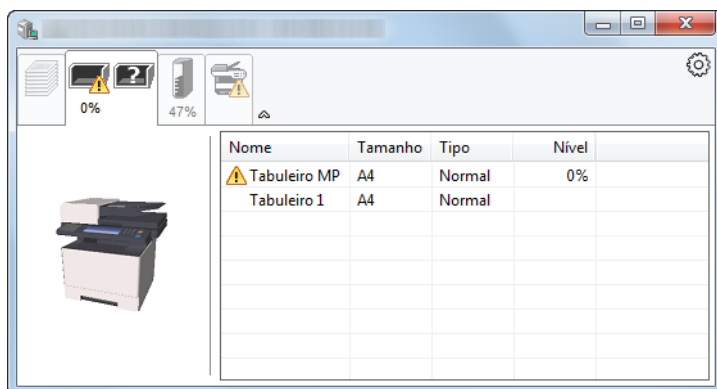 0%
47%
Nome Tamanho Tipo Nível
Tabuleiro MP A4 Normal 0%
Tabuleiro 1 A4 Normal